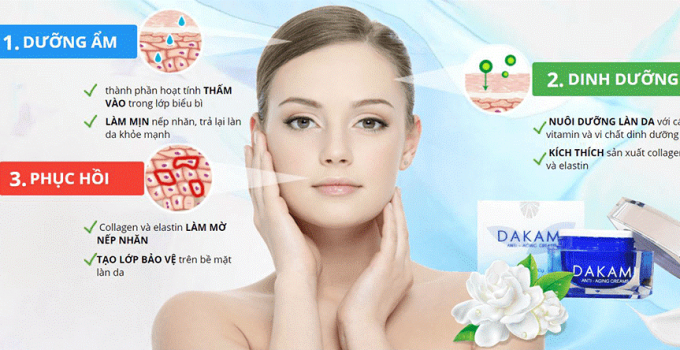 1. DƯỠNG ẨM
thành phần hoạt tính THẤM
VÀO trong lớp biểu bì
LÀM MỊN nếp nhăn, trả lại làn
da khỏe mạnh
2. DINH DƯỠNG
NUÔI DƯỠNG LÀN DA với
vitamin và vi chất dinh dưỡng
KÍCH THÍCH sản xuất collagen
và elastin
3. PHỤC HỒI
Collagen và elastin LÀM MỜ
NẾP NHĂN
TẠO LỚP BẢO VỆ trên bề mặt
làn da
DAKAM
ANTI - AGING CREAM
DAKAM
ANTI - AGING CREAM